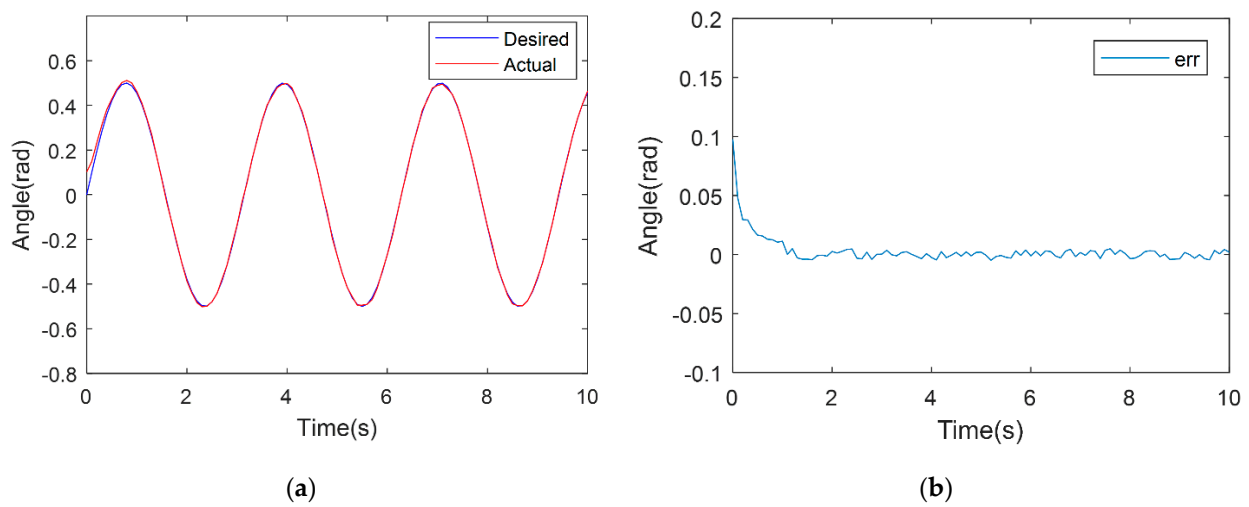 Desired
Actual
0.6
0.4
0.2
0
-0.2
-0.4
-0.6
-0.8
Angle(rad)
0 2 4 6 8 10
Time(s)
(a)
err
0.2
0.15
0.1
0.05
0
-0.05
-0.1
Angle(rad)
0 2 4 6 8 10
Time(s)
(b)